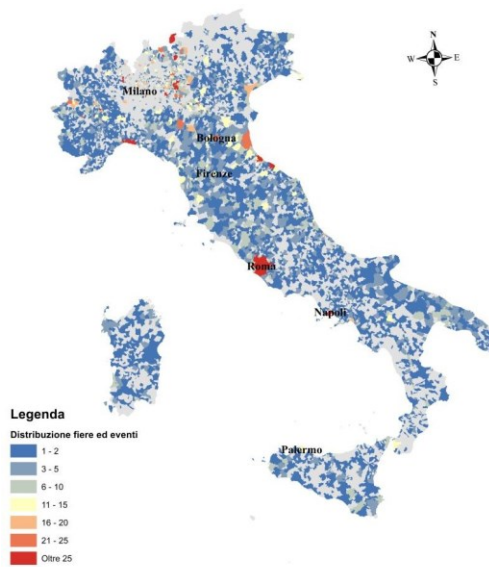 N
W E
S
Milano
Bologna
Firenze
Roma
Napoli
Palermo
Legenda
Distribuzione fiere ed eventi
1 - 2
3 - 5
6 - 10
11 - 15
16 - 20
21 - 25
Oltre 25